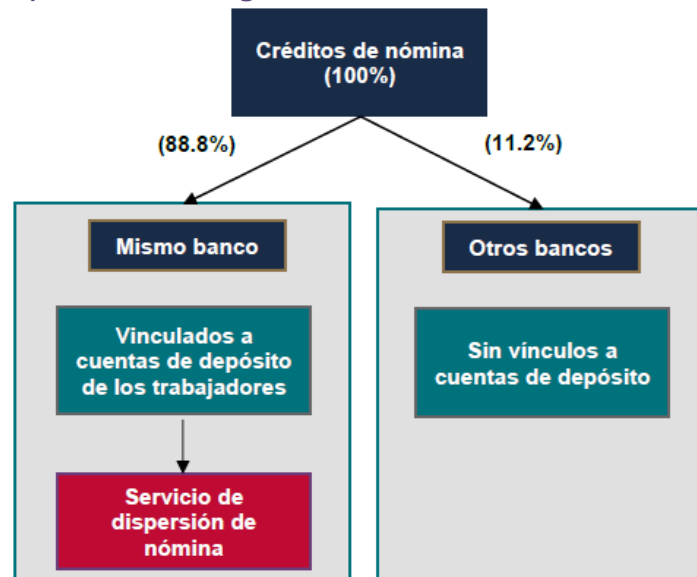 Créditos de nómina
(100%)
(88.8%)
(11.2%)
Mismo banco
Vinculados a
cuentas de depósito
de los trabajadores
Servicio de
dispersión de
nómina
Otros bancos
Sin vínculos a
cuentas de depósito